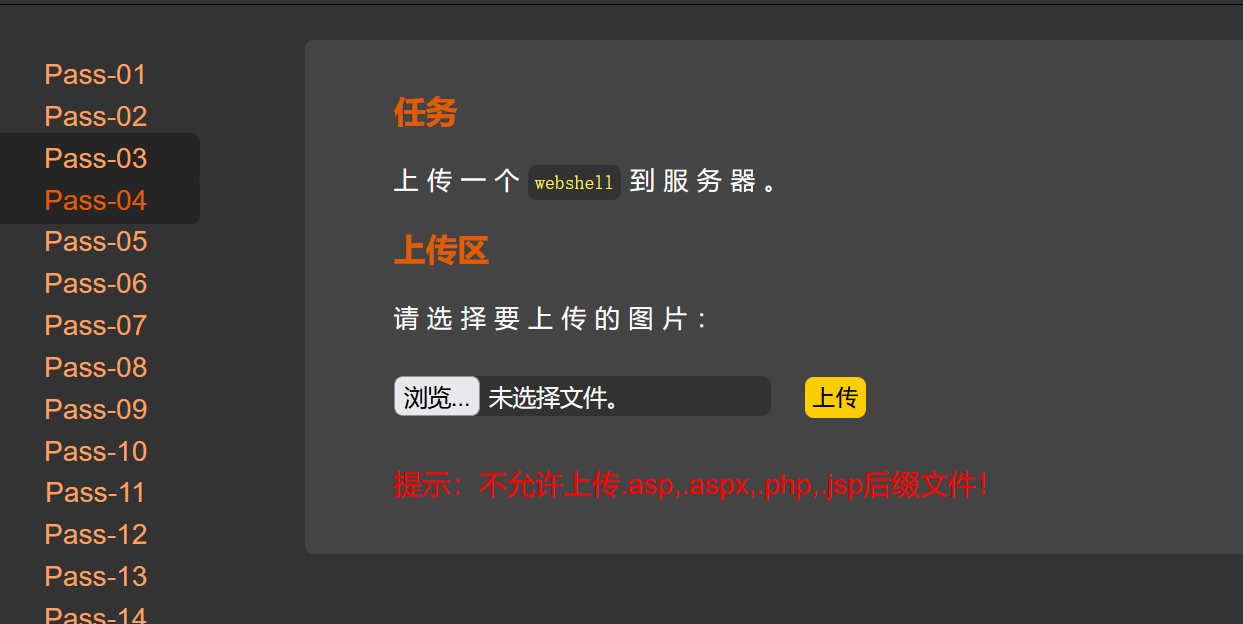 Pass-01
Pass-02
Pass-03
Pass-04
Pass-05
Pass-06
Pass-07
Pass-08
Pass-09
Pass-10
Pass-11
Pass-12
Pass-13
Pass-14
任务
上传一个 webshell 到服务器。
上传区
请选择要上传的图片：
浏览... 未选择文件。 上传
提示：不允许上传.asp,.aspx,.php,.jsp后缀文件！